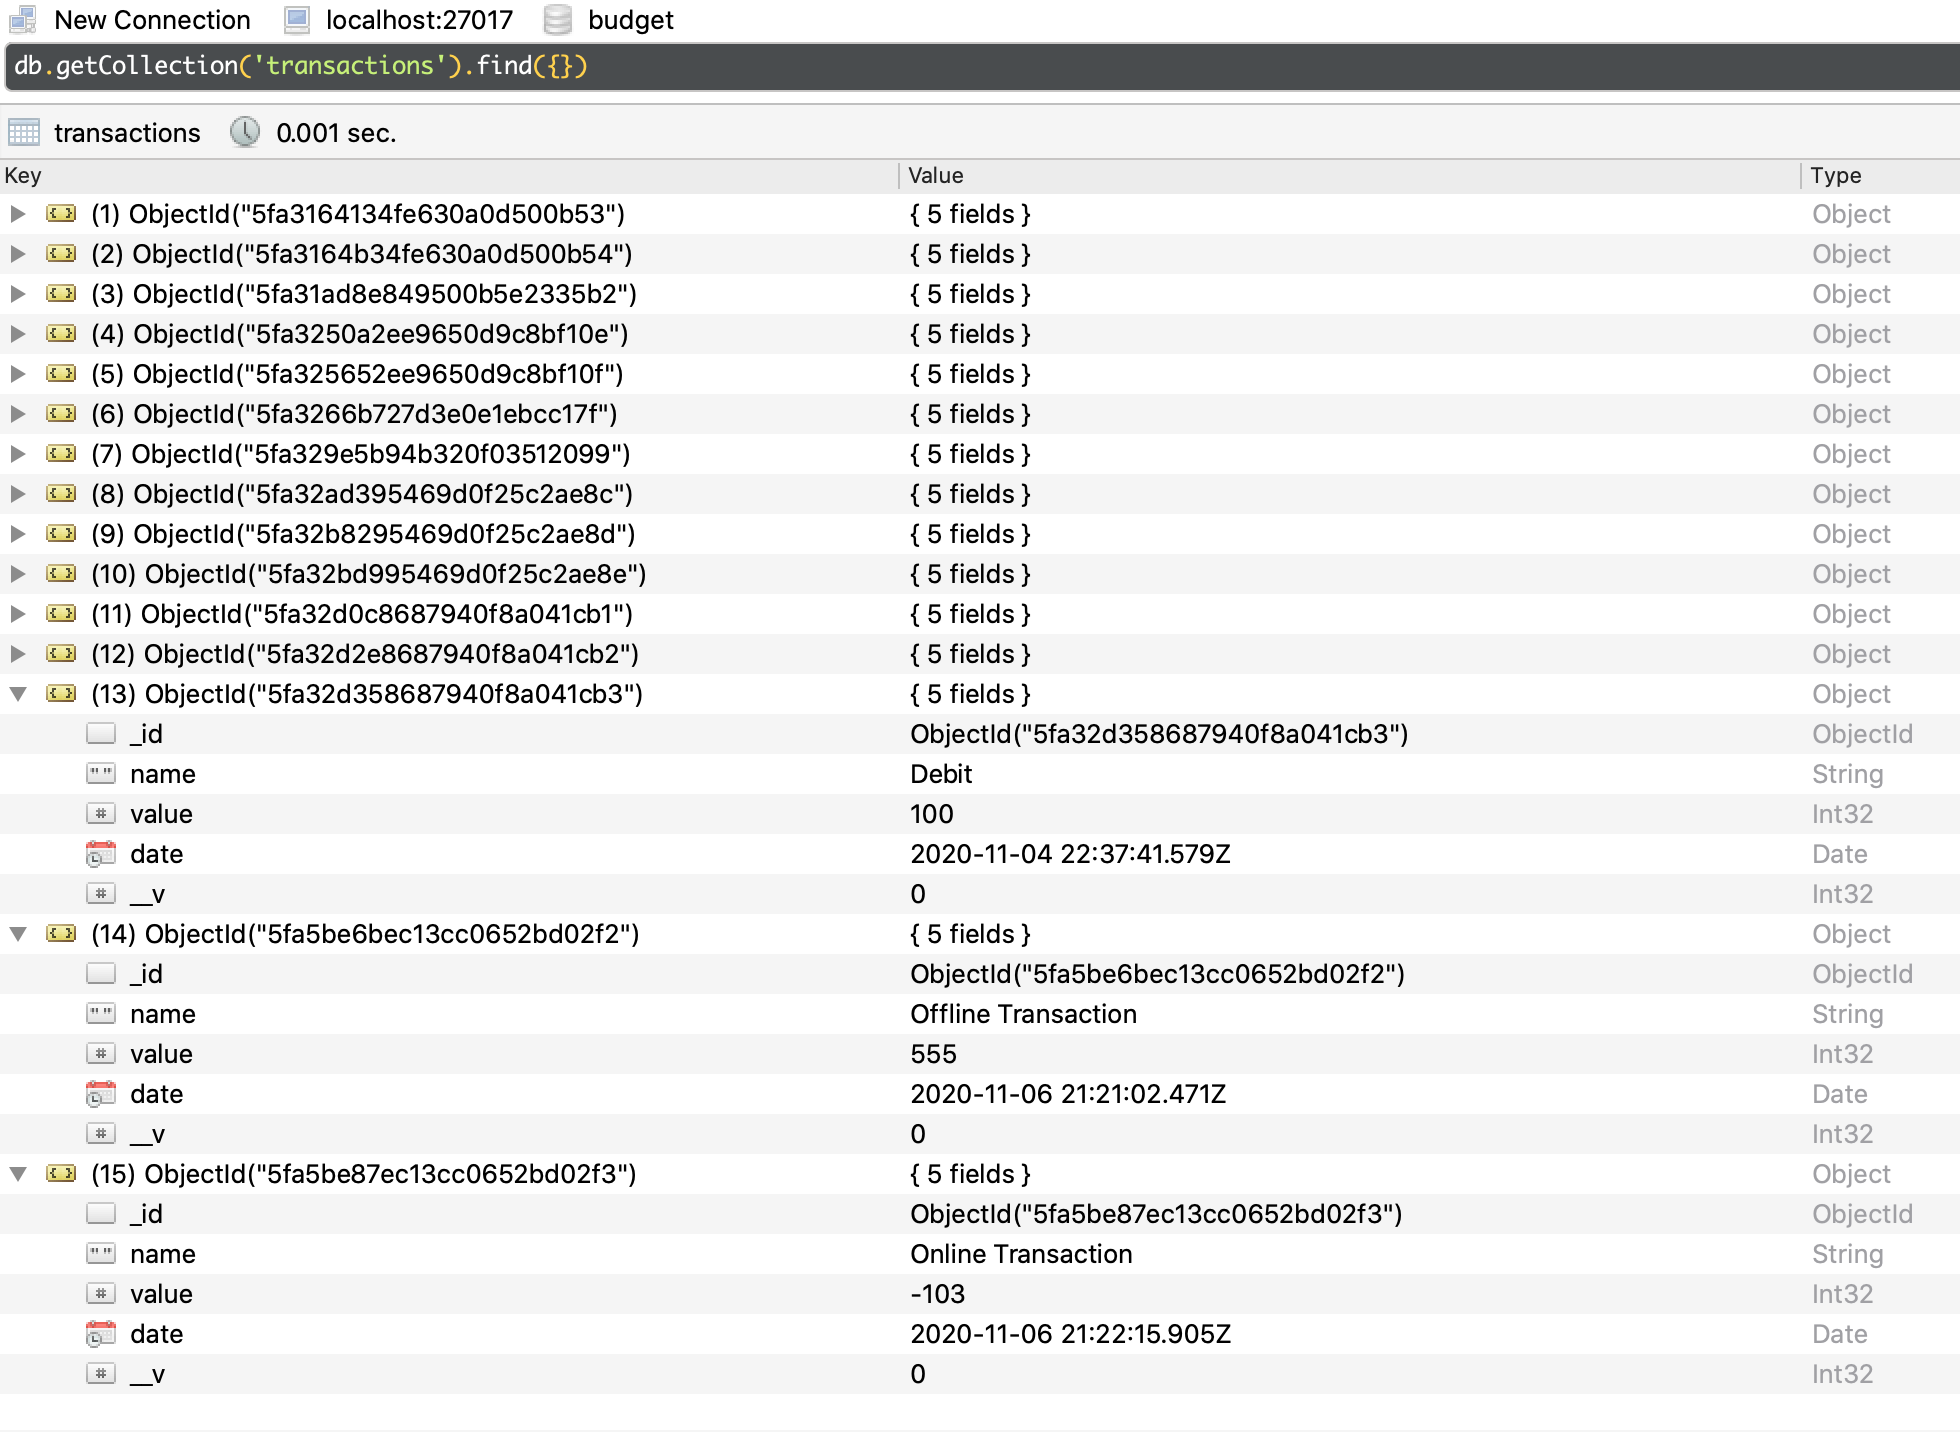 New Connection localhost:27017 budget
db.getCollection('transactions').find({})
transactions 0.001 sec.
Key Value Type
(1) ObjectId("5fa3164134fe630a0d500b53") { 5 fields } Object
(2) ObjectId("5fa3164b34fe630a0d500b54") { 5 fields } Object
(3) ObjectId("5fa31ad8e849500b5e2335b2") { 5 fields } Object
(4) ObjectId("5fa3250a2ee9650d9c8bf10e") { 5 fields } Object
(5) ObjectId("5fa325652ee9650d9c8bf10f") { 5 fields } Object
(6) ObjectId("5fa3266b727d3e0e1ebcc17f") { 5 fields } Object
(7) ObjectId("5fa329e5b94b320f03512099") { 5 fields } Object
(8) ObjectId("5fa32ad395469d0f25c2ae8c") { 5 fields } Object
(9) ObjectId("5fa32b8295469d0f25c2ae8d") { 5 fields } Object
(10) ObjectId("5fa32bd995469d0f25c2ae8e") { 5 fields } Object
(11) ObjectId("5fa32d0c8687940f8a041cb1") { 5 fields } Object
(12) ObjectId("5fa32d2e8687940f8a041cb2") { 5 fields } Object
(13) ObjectId("5fa32d358687940f8a041cb3") { 5 fields } Object
_id ObjectId("5fa32d358687940f8a041cb3") ObjectId
name Debit String
value 100 Int32
date 2020-11-04 22:37:41.579Z Date
__v 0 Int32
(14) ObjectId("5fa5be6bec13cc0652bd02f2") { 5 fields } Object
_id ObjectId("5fa5be6bec13cc0652bd02f2") ObjectId
name Offline Transaction String
value 555 Int32
date 2020-11-06 21:21:02.471Z Date
__v 0 Int32
(15) ObjectId("5fa5be87ec13cc0652bd02f3") { 5 fields } Object
_id ObjectId("5fa5be87ec13cc0652bd02f3") ObjectId
name Online Transaction String
value -103 Int32
date 2020-11-06 21:22:15.905Z Date
__v 0 Int32